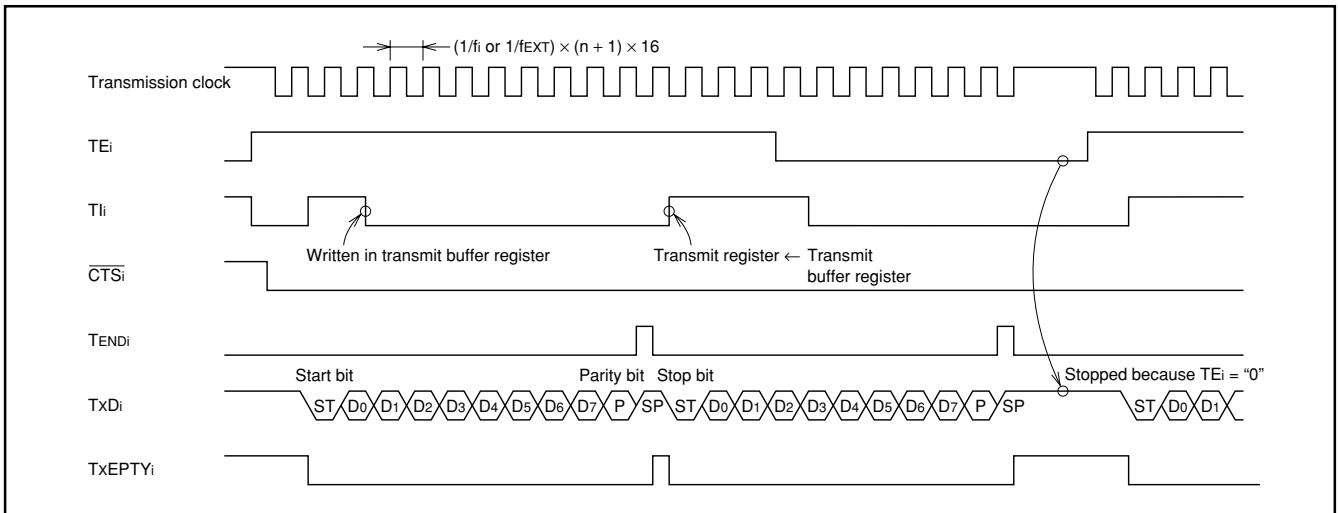 (1/fi or 1/fEXT) × (n + 1) × 16
Transmission clock
TEi
TIi
Written in transmit buffer register
Transmit register ← Transmit
buffer register
CTSi
TENDi
Start bit
Parity bit
Stop bit
Stopped because TEi = “0”
TxDi
ST D0 D1 D2 D3 D4 D5 D6 D7 P SP ST D0 D1 D2 D3 D4 D5 D6 D7 P SP ST D0 D1
TxEPTYi